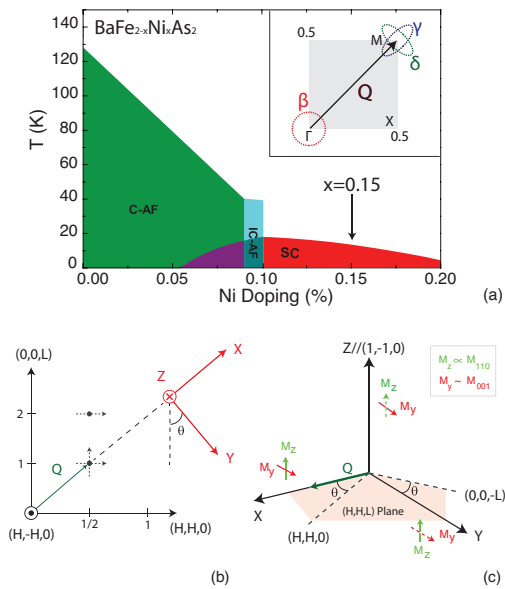 BaFe2-xNixAs2
T (K)
140
120
100
80
60
40
20
0
C-AF
IC-AF
SC
x=0.15
0.5
M
γ
δ
Q
β
Γ
X
0.5
0.00 0.05 0.10 0.15 0.20
Ni Doping (%)
(a)
(0,0,L)
2
1
Q
(H,-H,0)
1/2
1
(H,H,0)
X
Z
θ
Y
(b)
Z//(1,-1,0)
Mz ∝ M110
My ~ M001
Mz
My
Mz
My
Q
θ
θ
(0,0,-L)
X
(H,H,L) Plane
(H,H,0)
Mz
My
Y
(c)